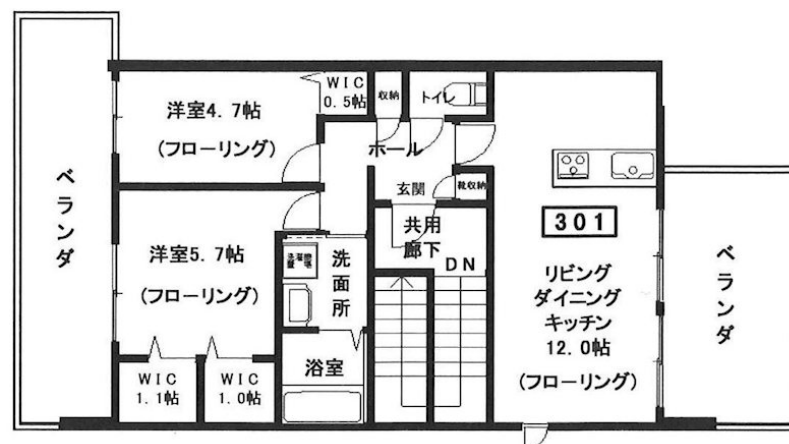 ベランダ
洋室4.7帖
(フローリング)
WIC
0.5帖
収納
トイレ
ホール
玄関
靴収納
洋室5.7帖
(フローリング)
洗面所
共用
廊下
DN
301
リビング
ダイニング
キッチン
12.0帖
(フローリング)
ベランダ
WIC
1.1帖
WIC
1.0帖
浴室